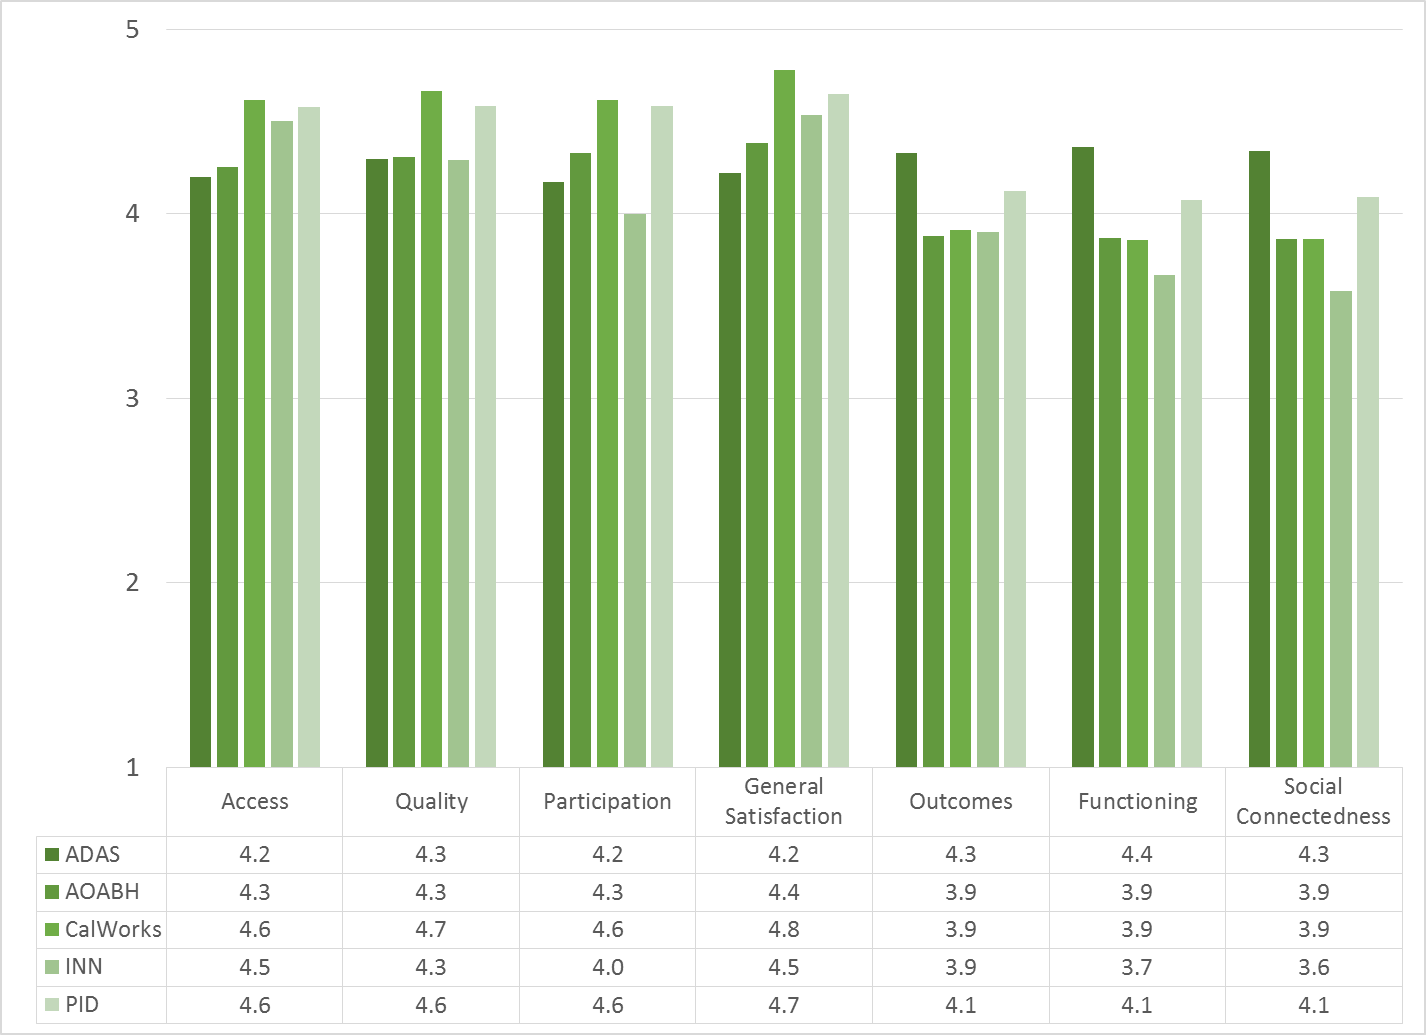 5
4
3
2
1
Access Quality Participation General Satisfaction Outcomes Functioning Social Connectedness
ADAS 4.2 4.3 4.2 4.2 4.3 4.4 4.3
AOABH 4.3 4.3 4.3 4.4 3.9 3.9 3.9
CalWorks 4.6 4.7 4.6 4.8 3.9 3.9 3.9
INN 4.5 4.3 4.0 4.5 3.9 3.7 3.6
PID 4.6 4.6 4.6 4.7 4.1 4.1 4.1